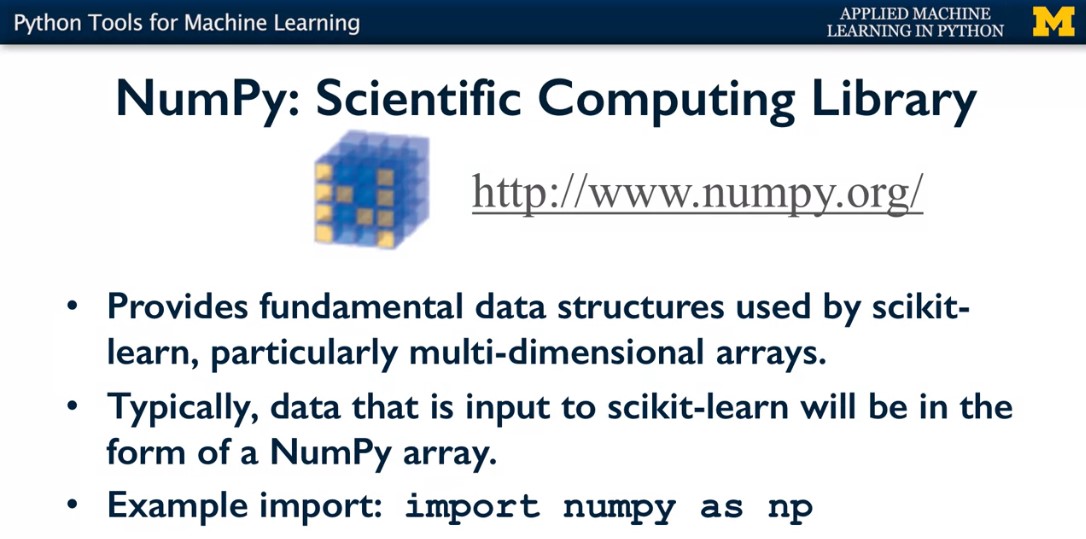 Python Tools for Machine Learning
APPLIED MACHINE
LEARNING IN PYTHON
M
NumPy: Scientific Computing Library
http://www.numpy.org/
• Provides fundamental data structures used by scikit-
learn, particularly multi-dimensional arrays.
• Typically, data that is input to scikit-learn will be in the
form of a NumPy array.
• Example import: import numpy as np